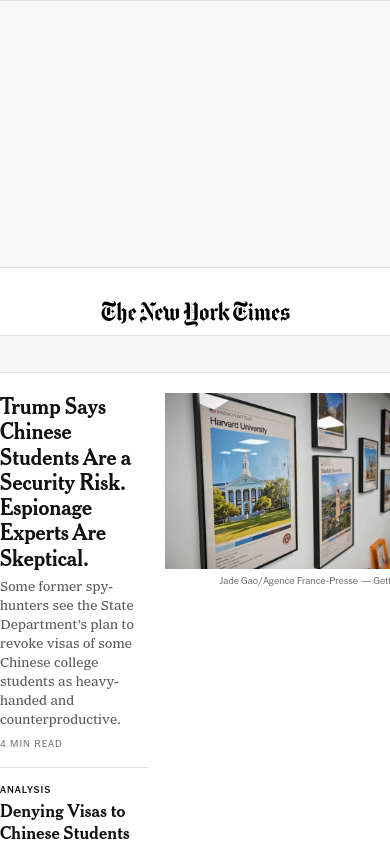 The New York Times
Trump Says
Chinese
Students Are a
Security Risk.
Espionage
Experts Are
Skeptical.
Harvard University
Jade Gao/Agence France-Presse — Gett
Some former spy-
hunters see the State
Department’s plan to
revoke visas of some
Chinese college
students as heavy-
handed and
counterproductive.
4 MIN READ
ANALYSIS
Denying Visas to
Chinese Students